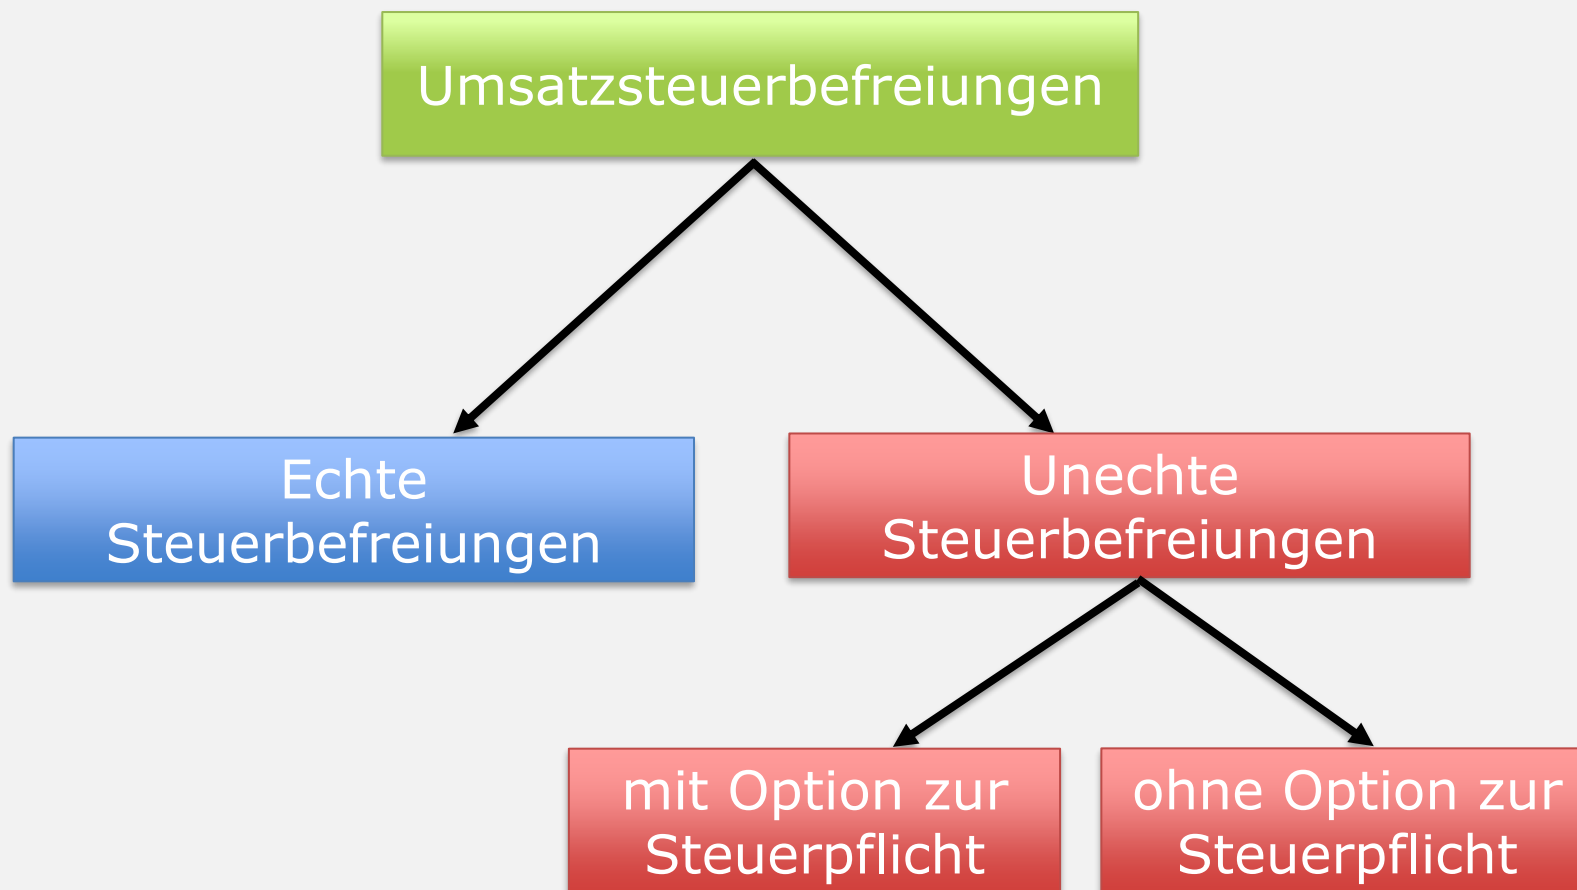 Umsatzsteuerbefreiungen
Echte
Steuerbefreiungen
Unechte
Steuerbefreiungen
mit Option zur
Steuerpflicht
ohne Option zur
Steuerpflicht